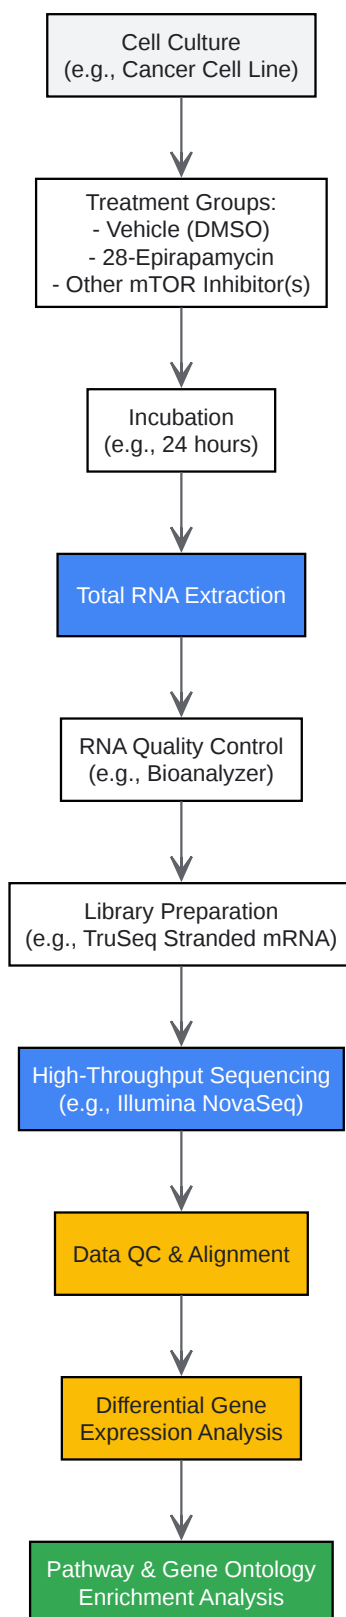 Cell Culture
(e.g., Cancer Cell Line)
Treatment Groups:
- Vehicle (DMSO)
- 28-Epirapamycin
- Other mTOR Inhibitor(s)
Incubation
(e.g., 24 hours)
Total RNA Extraction
RNA Quality Control
(e.g., Bioanalyzer)
Library Preparation
(e.g., TruSeq Stranded mRNA)
High-Throughput Sequencing
(e.g., Illumina NovaSeq)
Data QC & Alignment
Differential Gene
Expression Analysis
Pathway & Gene Ontology
Enrichment Analysis